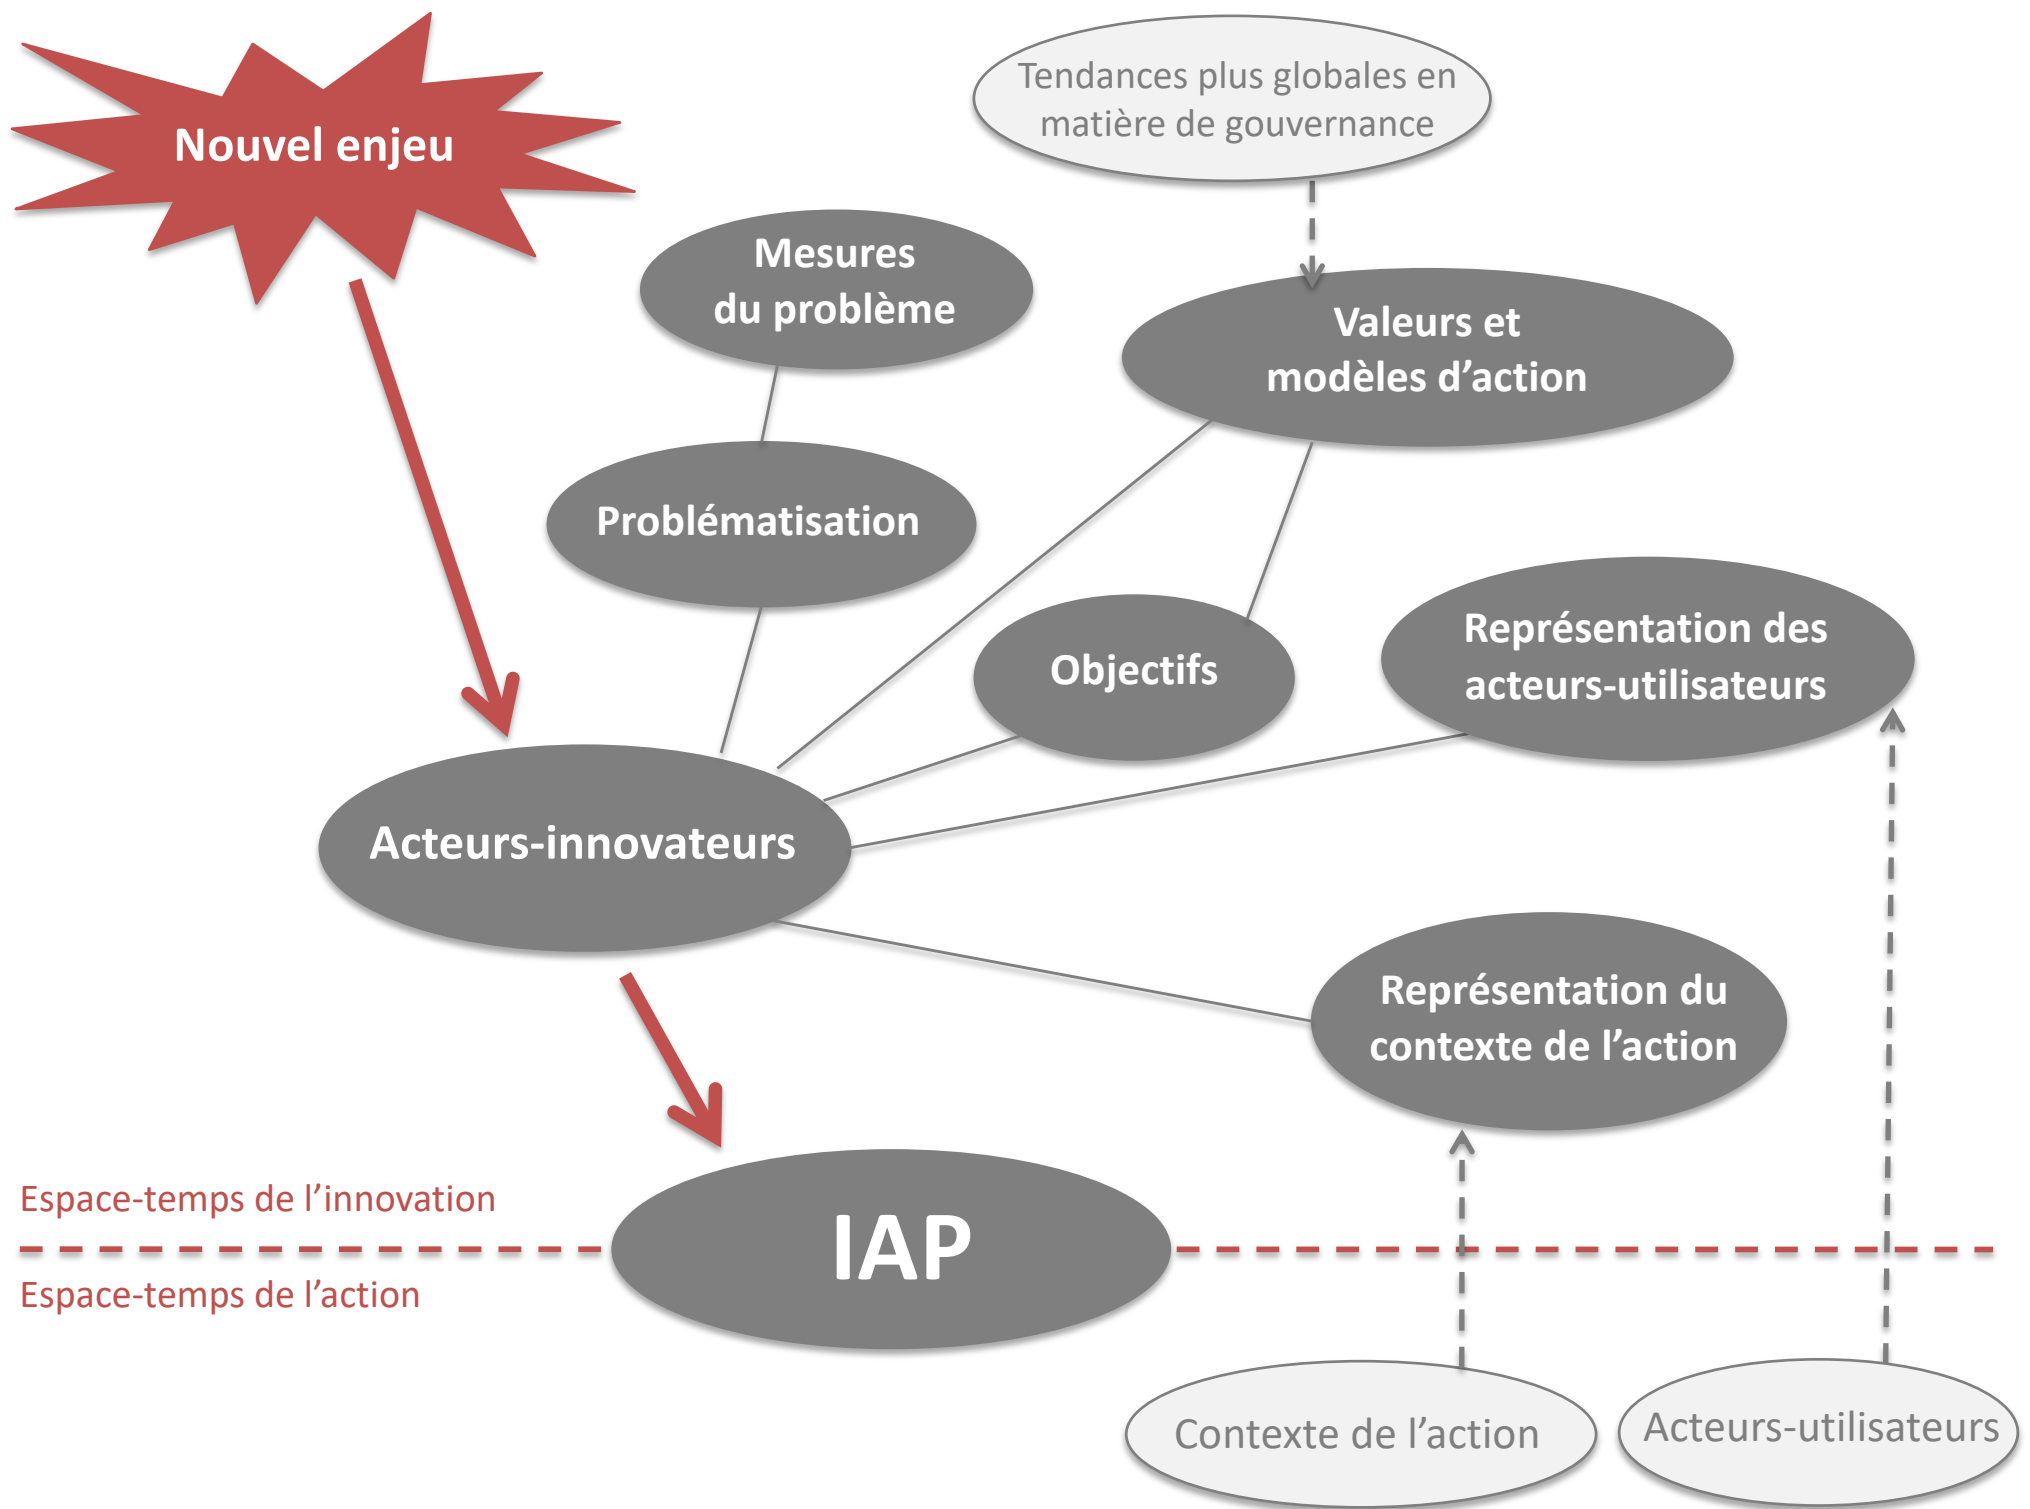 Nouvel enjeu
Tendances plus globales en
matière de gouvernance
Mesures
du problème
Valeurs et
modèles d’action
Problématisation
Objectifs
Représentation des
acteurs-utilisateurs
Acteurs-innovateurs
Représentation du
contexte de l’action
Espace-temps de l’innovation
IAP
Espace-temps de l’action
Contexte de l’action
Acteurs-utilisateurs